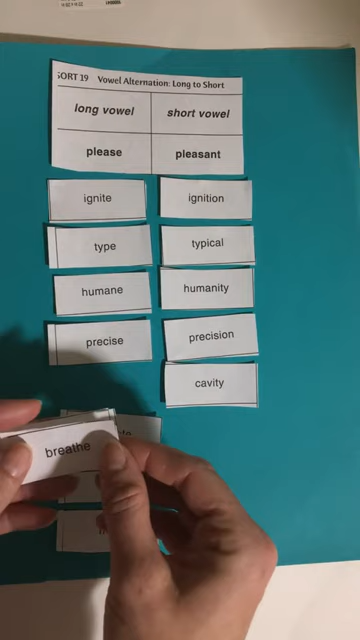 SORT 19 Vowel Alternation: Long to Short
long vowel short vowel
please pleasant
ignite ignition
type typical
humane humanity
precise precision
cavity
breathe